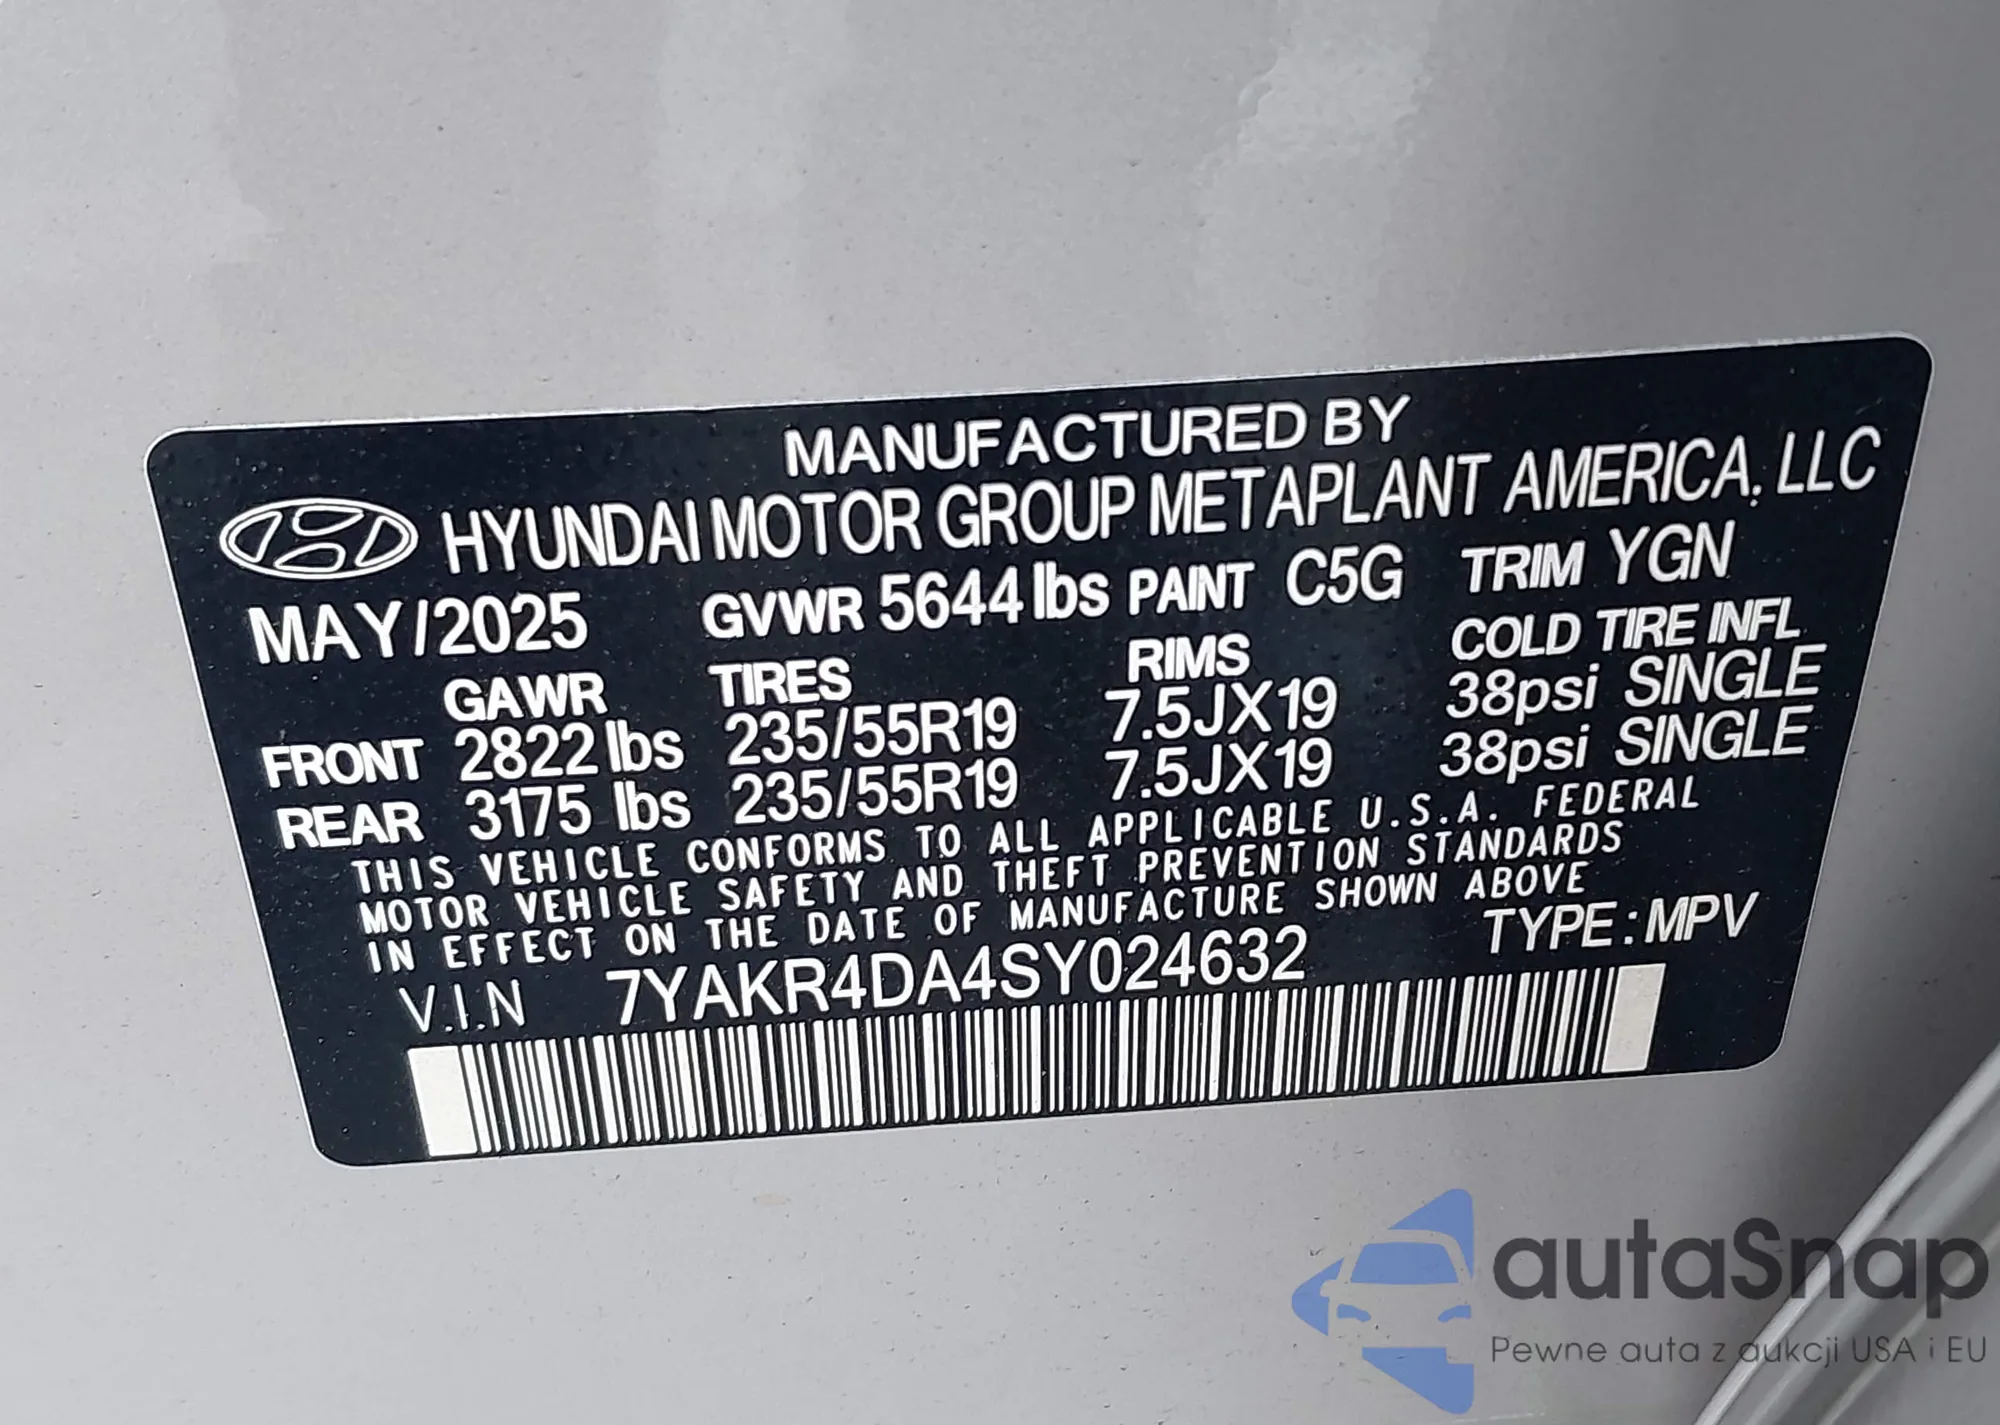 MANUFACTURED BY
HYUNDAI MOTOR GROUP METAPLANT AMERICA, LLC
MAY/2025 GVWR 5644 lbs PAINT C5G TRIM YGN
GAWR TIRES RIMS COLD TIRE INFL
FRONT 2822 lbs 235/55R19 7.5JX19 38psi SINGLE
REAR 3175 lbs 235/55R19 7.5JX19 38psi SINGLE
THIS VEHICLE CONFORMS TO ALL APPLICABLE U.S.A. FEDERAL
MOTOR VEHICLE SAFETY AND THEFT PREVENTION STANDARDS
IN EFFECT ON THE DATE OF MANUFACTURE SHOWN ABOVE
V.I.N 7YAKR4DA4SY024632 TYPE: MPV
autaSnap
Pewne auta z aukcji USA i EU